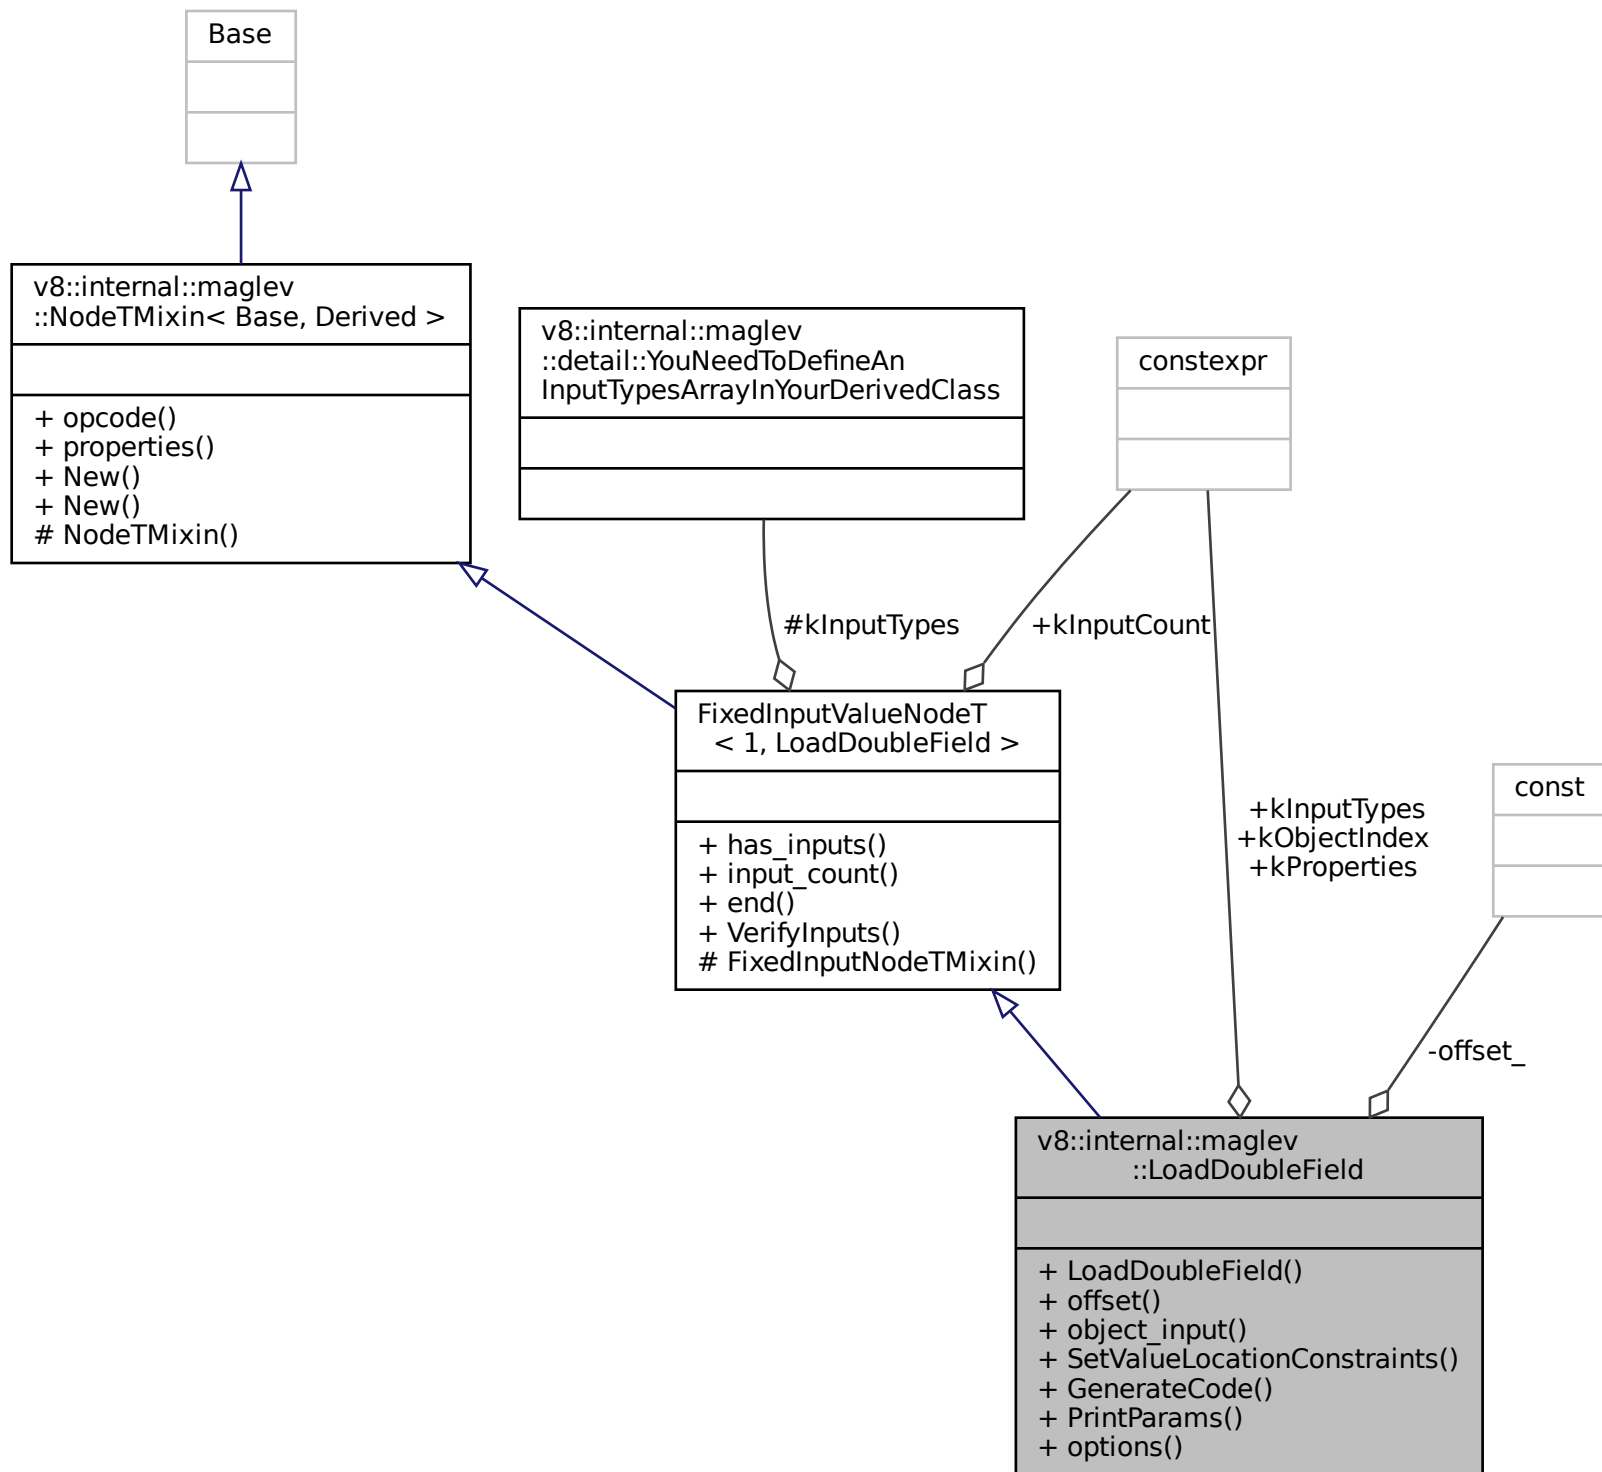 Base
v8::internal::maglev
::NodeTMixin< Base, Derived >
+ opcode()
+ properties()
+ New()
+ New()
# NodeTMixin()
v8::internal::maglev
::detail::YouNeedToDefineAn
InputTypesArrayInYourDerivedClass
constexpr
#kInputTypes
+kInputCount
FixedInputValueNodeT
< 1, LoadDoubleField >
+ has_inputs()
+ input_count()
+ end()
+ VerifyInputs()
# FixedInputNodeTMixin()
+kInputTypes
+kObjectIndex
+kProperties
const
-offset_
v8::internal::maglev
::LoadDoubleField
+ LoadDoubleField()
+ offset()
+ object_input()
+ SetValueLocationConstraints()
+ GenerateCode()
+ PrintParams()
+ options()